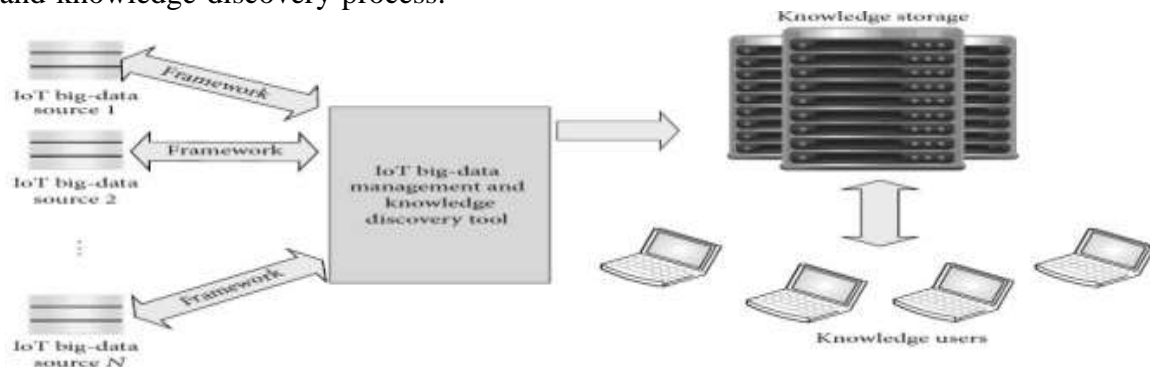 and knowledge discovery process.
Knowledge storage
Framework
IoT big-data
source 1
Framework
IoT big-data
source 2
IoT big-data
management and
knowledge
discovery tool
⋮
Framework
IoT big-data
source N
Knowledge users